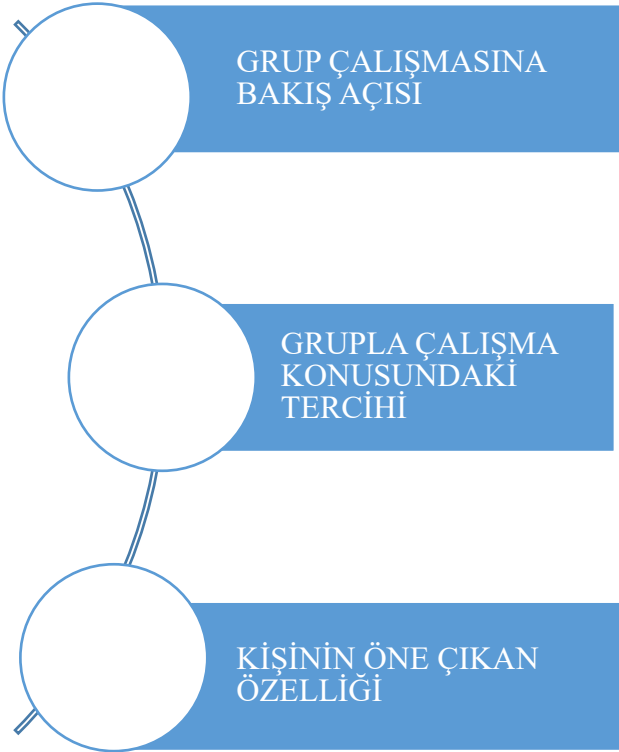 GRUP ÇALIŞMASINA
BAKIŞ AÇISI
GRUPLA ÇALIŞMA
KONUSUNDAKİ
TERCİHİ
KİŞİNİN ÖNE ÇIKAN
ÖZELLİĞİ